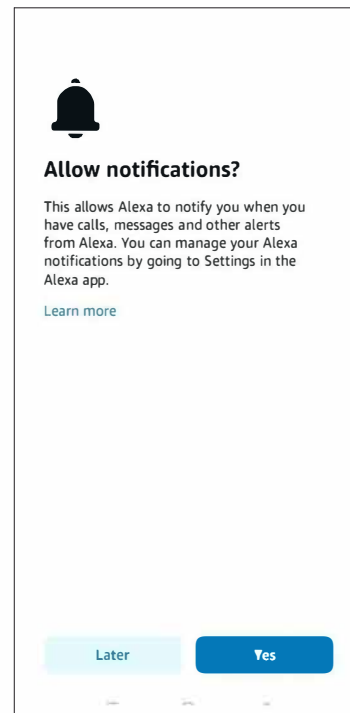 Allow notifications?
This allows Alexa to notify you when you
have calls, messages and other alerts
from Alexa. You can manage your Alexa
notifications by going to Settings in the
Alexa app.
Learn more
Later
Yes